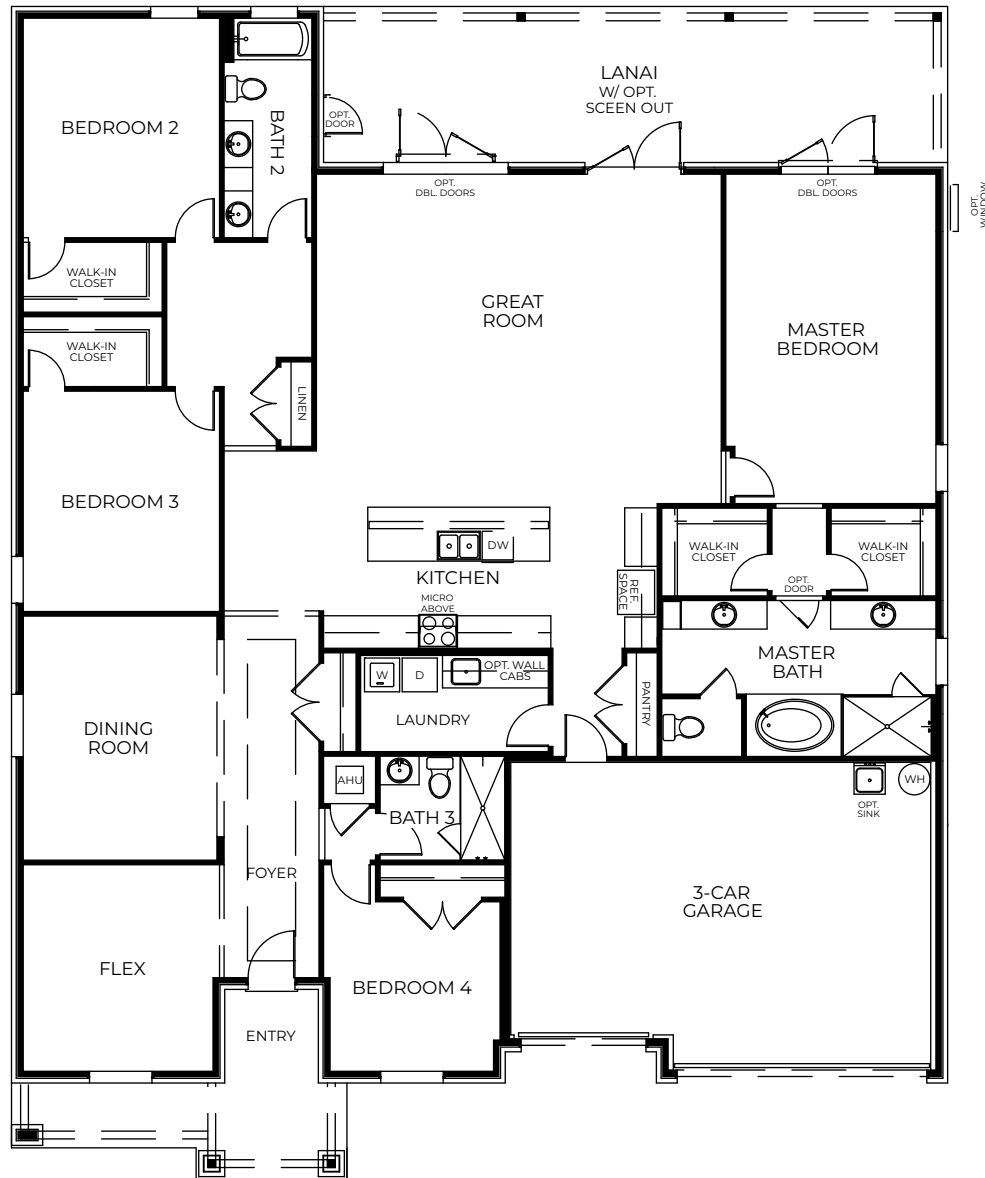 LANAI
W/ OPT.
SCEEN OUT
OPT.
DOOR
BEDROOM 2
BATH 2
OPT.
DBL. DOORS
OPT.
DBL. DOORS
OPT.
WINDOW
WALK-IN
CLOSET
GREAT
ROOM
MASTER
BEDROOM
WALK-IN
CLOSET
LINEN
BEDROOM 3
DW
WALK-IN
CLOSET
WALK-IN
CLOSET
KITCHEN
OPT.
DOOR
REF.
SPACE
MICRO
ABOVE
MASTER
BATH
W
D
OPT. WALL
CABS
PANTRY
LAUNDRY
DINING
ROOM
AHU
WH
OPT.
SINK
BATH 3
FOYER
3-CAR
GARAGE
FLEX
BEDROOM 4
ENTRY